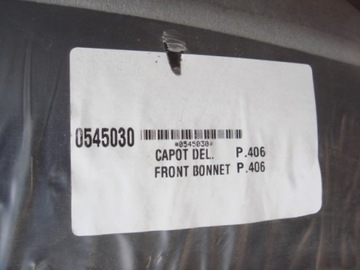 0545030
*0545030*
CAPOT DEL. P.406
FRONT BONNET P.406